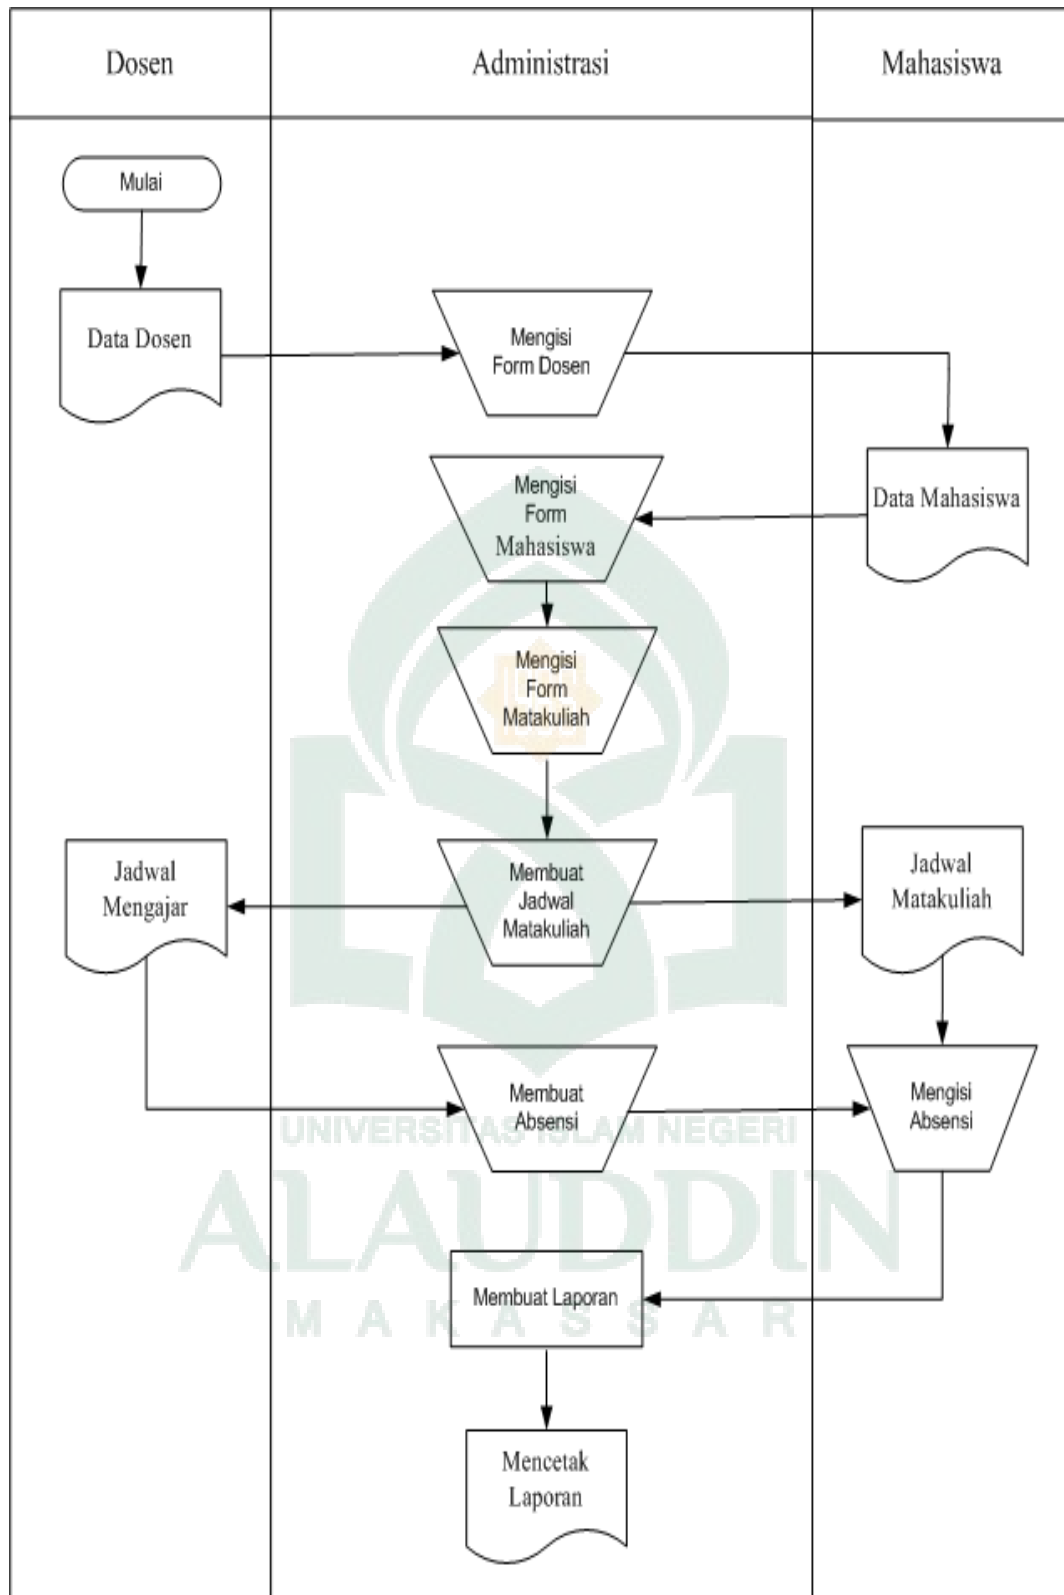 Dosen
Administrasi
Mahasiswa
Mulai
Data Dosen
Mengisi
Form Dosen
Mengisi
Form
Mahasiswa
Data Mahasiswa
Mengisi
Form
Matakuliah
Jadwal
Mengajar
Membuat
Jadwal
Matakuliah
Jadwal
Matakuliah
Membuat
Absensi
Mengisi
Absensi
UNIVERSITAS ISLAM NEGERI
ALAUDDIN
MAKASSAR
Membuat Laporan
Mencetak
Laporan